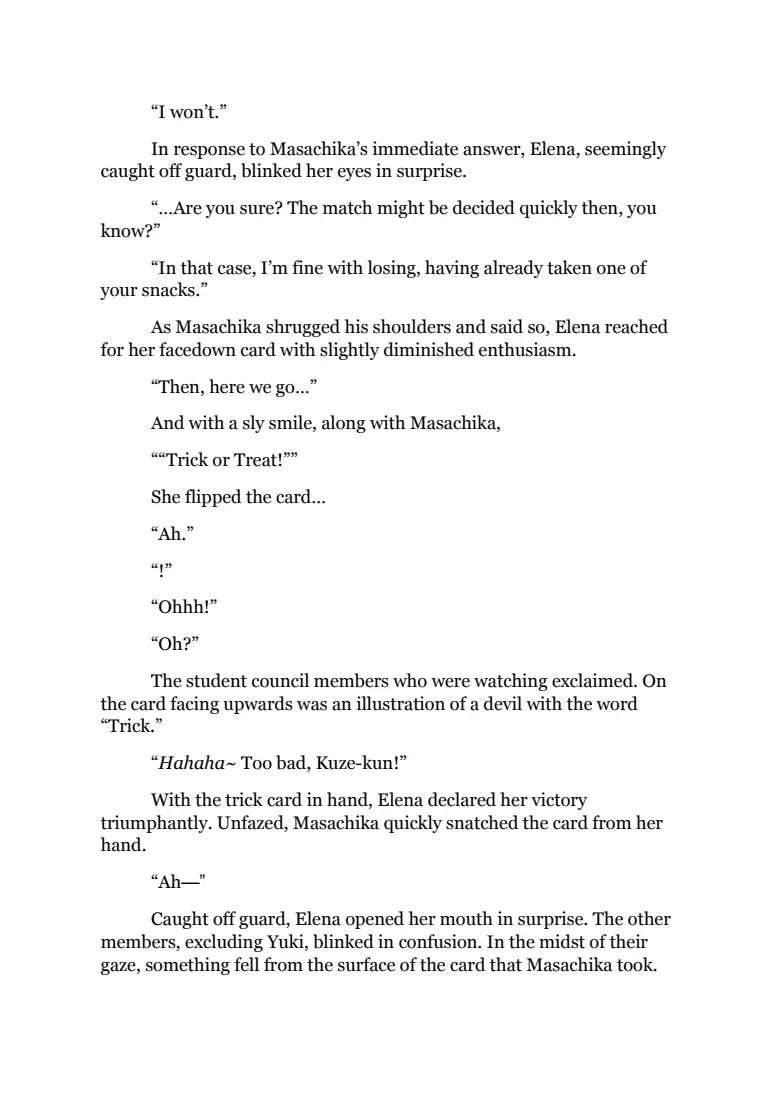 “I won’t.”
In response to Masachika’s immediate answer, Elena, seemingly
caught off guard, blinked her eyes in surprise.
“…Are you sure? The match might be decided quickly then, you
know?”
“In that case, I’m fine with losing, having already taken one of
your snacks.”
As Masachika shrugged his shoulders and said so, Elena reached
for her facedown card with slightly diminished enthusiasm.
“Then, here we go…”
And with a sly smile, along with Masachika,
““Trick or Treat!””
She flipped the card…
“Ah.”
“!”
“Ohhh!”
“Oh?”
The student council members who were watching exclaimed. On
the card facing upwards was an illustration of a devil with the word
“Trick.”
“Hahaha~ Too bad, Kuze-kun!”
With the trick card in hand, Elena declared her victory
triumphantly. Unfazed, Masachika quickly snatched the card from her
hand.
“Ah—”
Caught off guard, Elena opened her mouth in surprise. The other
members, excluding Yuki, blinked in confusion. In the midst of their
gaze, something fell from the surface of the card that Masachika took.